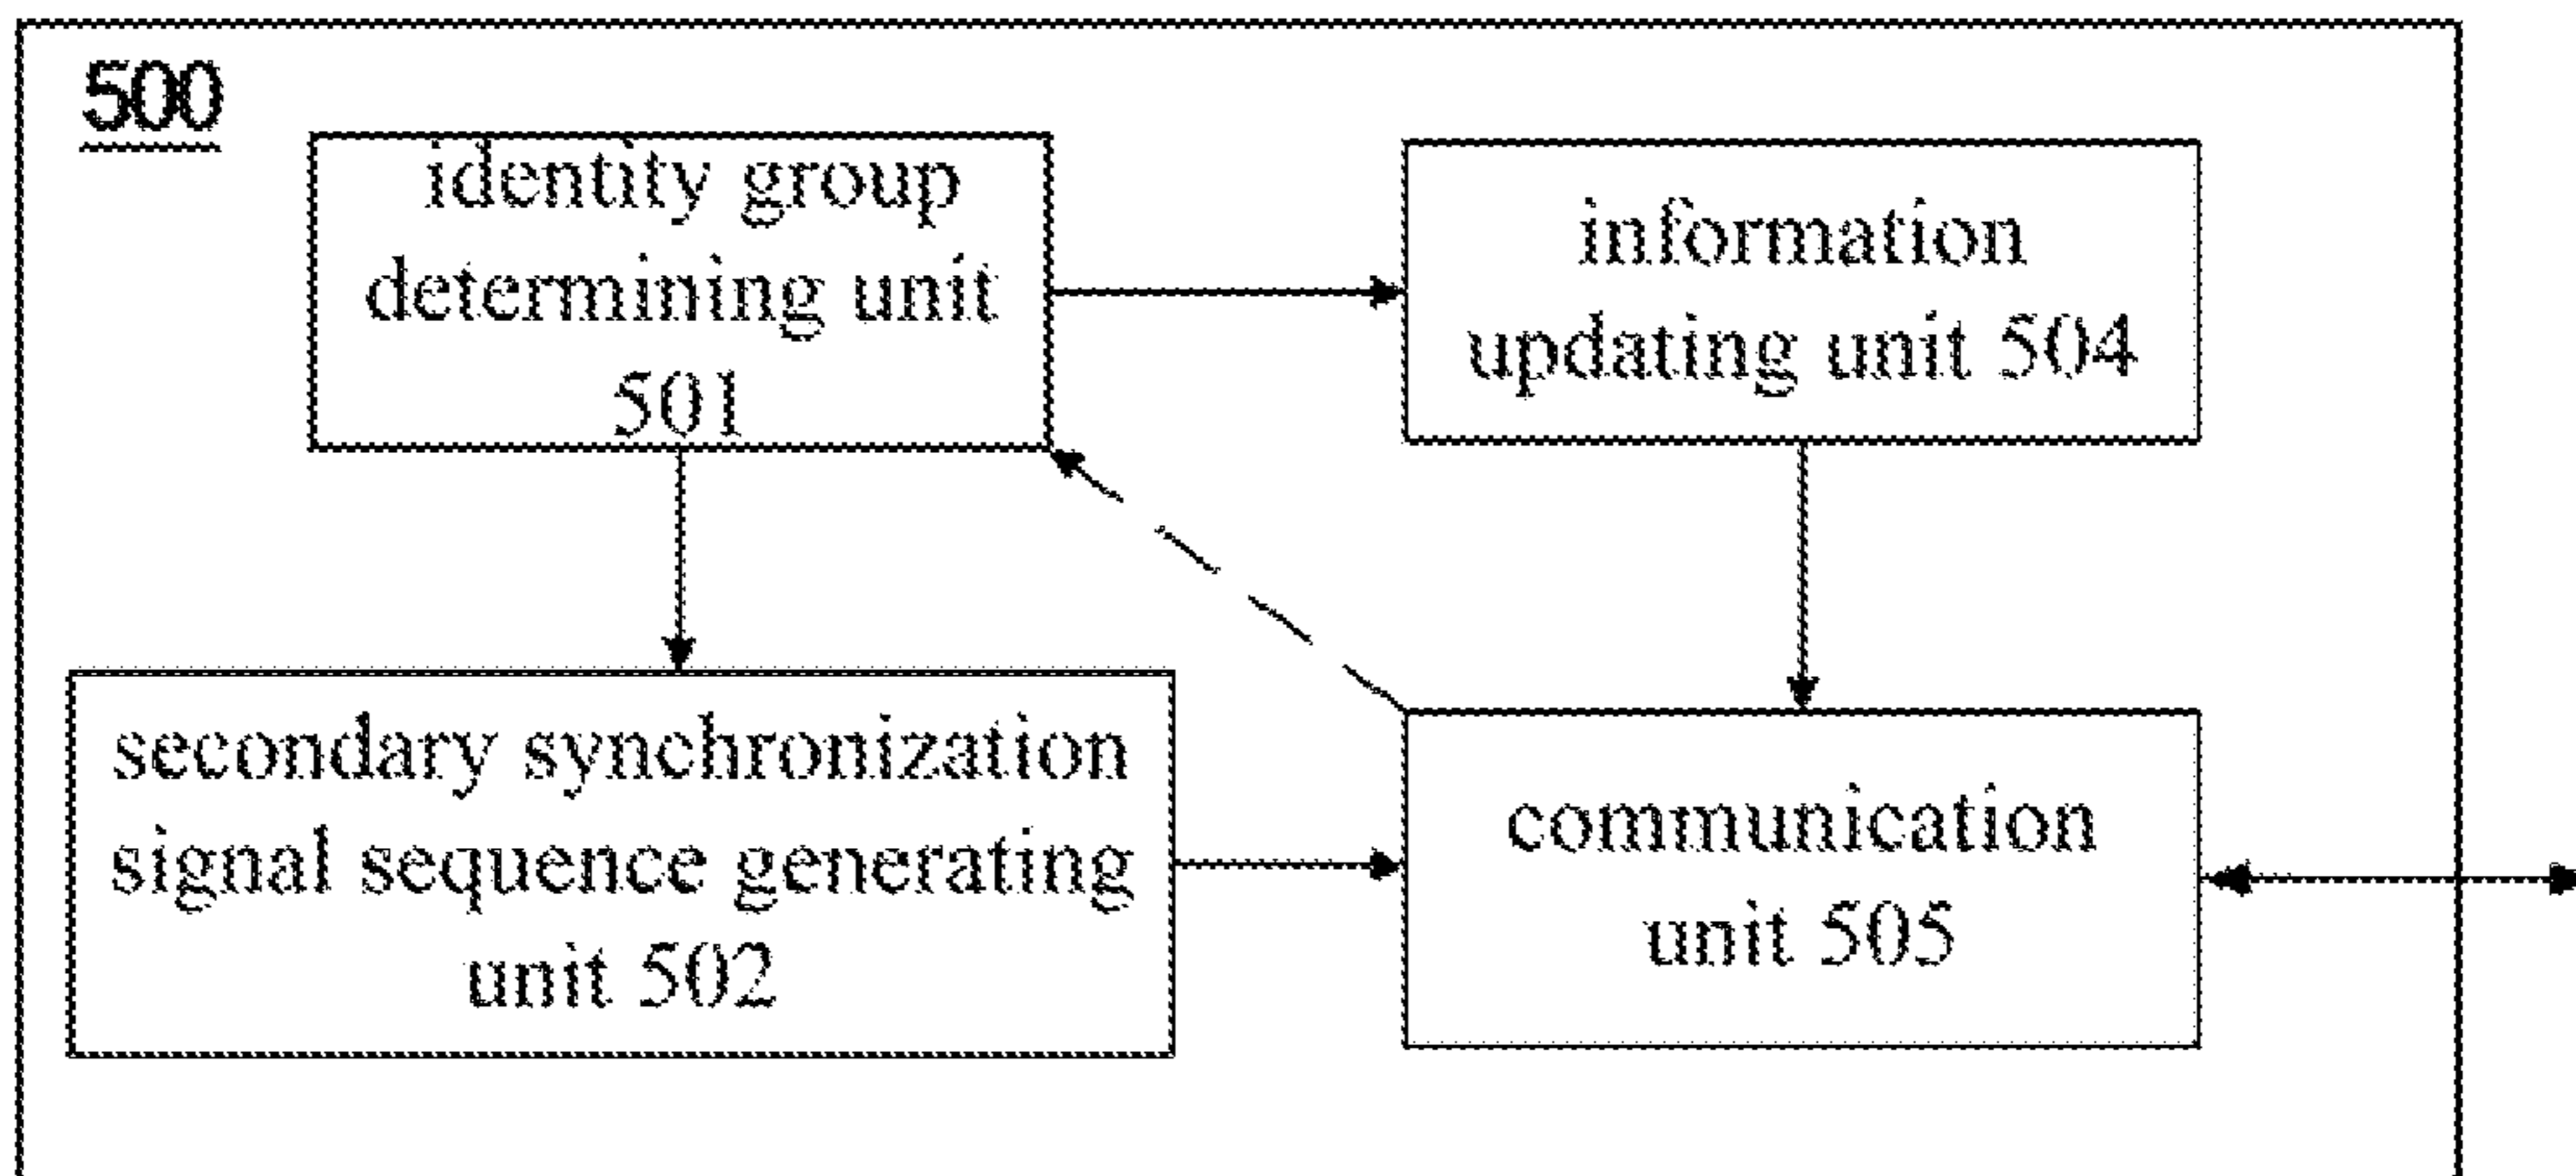 500
identity group
determining unit
501
information
updating unit 504
secondary synchronization
signal sequence generating
unit 502
communication
unit 505